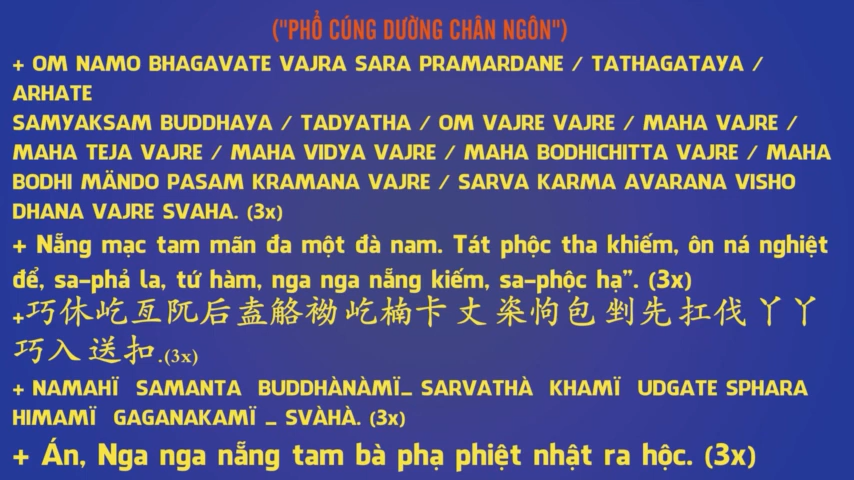 ("PHỔ CÚNG DƯỜNG CHÂN NGÔN")
+ OM NAMO BHAGAVATE VAJRA SARA PRAMARDANE / TATHAGATAYA /
ARHATE
SAMYAKSAM BUDDHAYA / TADYATHA / OM VAJRE VAJRE / MAHA VAJRE /
MAHA TEJA VAJRE / MAHA VIDYA VAJRE / MAHA BODHICHITTA VAJRE / MAHA
BODHI MÄNDO PASAM KRAMANA VAJRE / SARVA KARMA AVARANA VISHO
DHANA VAJRE SVAHA. (3x)
+ Nẵng mạc tam mãn đa một đà nam. Tát phộc tha khiếm, ôn ná nghiệt
để, sa-phả la, tứ hàm, nga nga nẵng kiếm, sa-phộc hạ”. (3x)
+巧休屹亙阢后盍觡袎屹楠卡丈桼怐包剉先扛伐丫丫
巧入送扣.(3x)
+ NAMAHÏ SAMANTA BUDDHÀNÀMÏ_ SARVATHÀ KHAMÏ UDGATE SPHARA
HIMAMÏ GAGANAKAMÏ _ SVÀHÀ. (3x)
+ Án, Nga nga nẵng tam bà phạ phiệt nhật ra hộc. (3x)